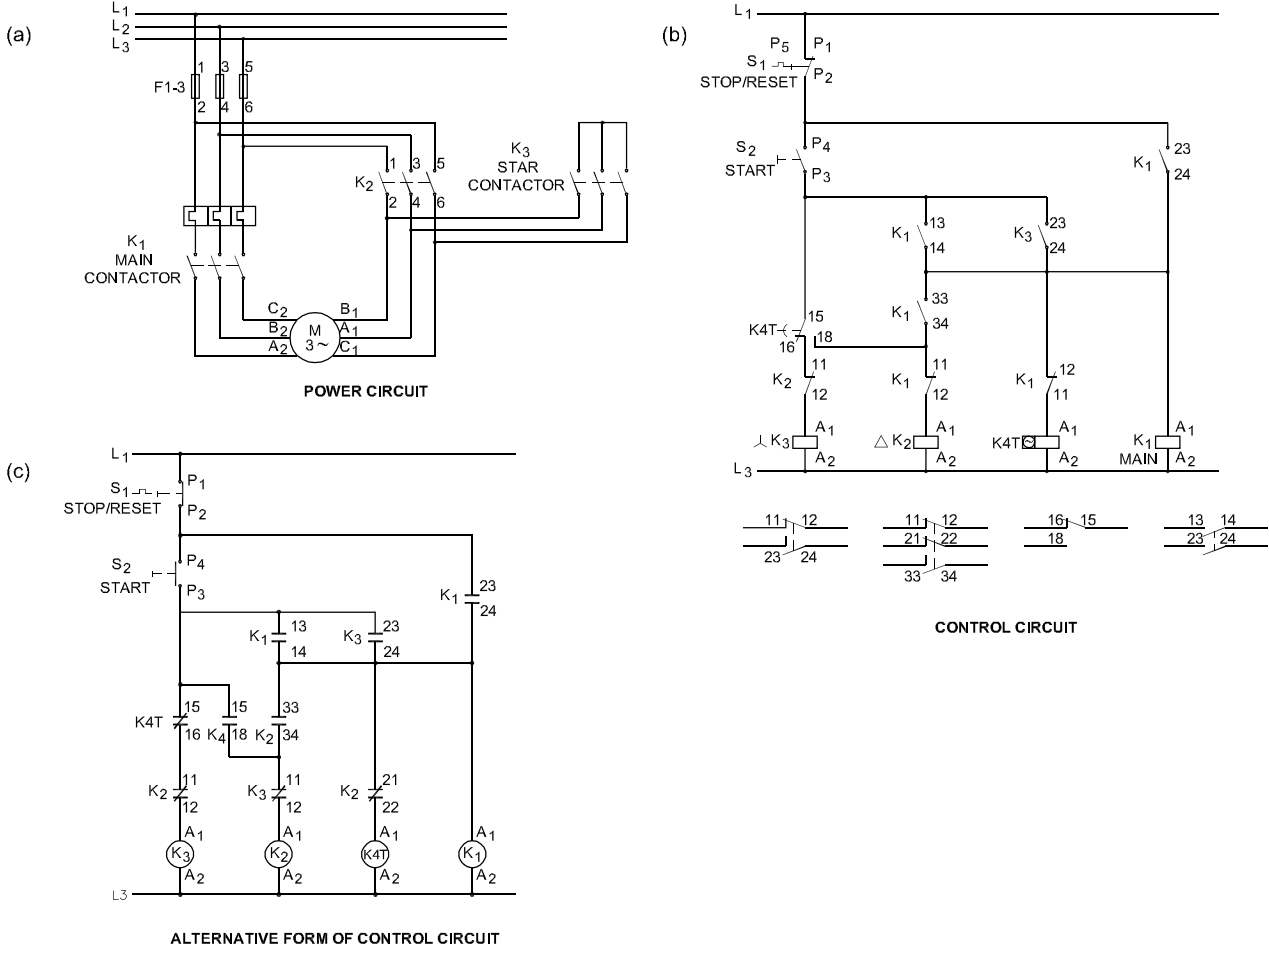 (a)
L1
L2
L3
F1-3
1 3 5
2 4 6
K2
1 3 5
2 4 6
K3
STAR
CONTACTOR
K1
MAIN
CONTACTOR
C2
B2
A2
M
3~
B1
A1
C1
POWER CIRCUIT
(b)
L1
P5 P1
S1
STOP/RESET
P2
S2
START
P4
P3
K1
23
24
K1
13
14
K3
23
24
K1
33
34
K4T
15
16
18
K2
11
12
K1
11
12
K1
12
11
K3
A1
A2
K2
A1
A2
K4T
A1
A2
K1
MAIN
A1
A2
L3
11 12
23 24
11 12
21 22
33 34
16 15
18
13 14
23 24
CONTROL CIRCUIT
(c)
L1
S1
STOP/RESET
P1
P2
S2
START
P4
P3
K1
23
24
K1
13
14
K3
23
24
K4T
15
16
K4
15
18
K2
33
34
K2
11
12
K3
11
12
K2
21
22
A1
K3
A2
A1
K2
A2
A1
K4T
A2
A1
K1
A2
L3
ALTERNATIVE FORM OF CONTROL CIRCUIT